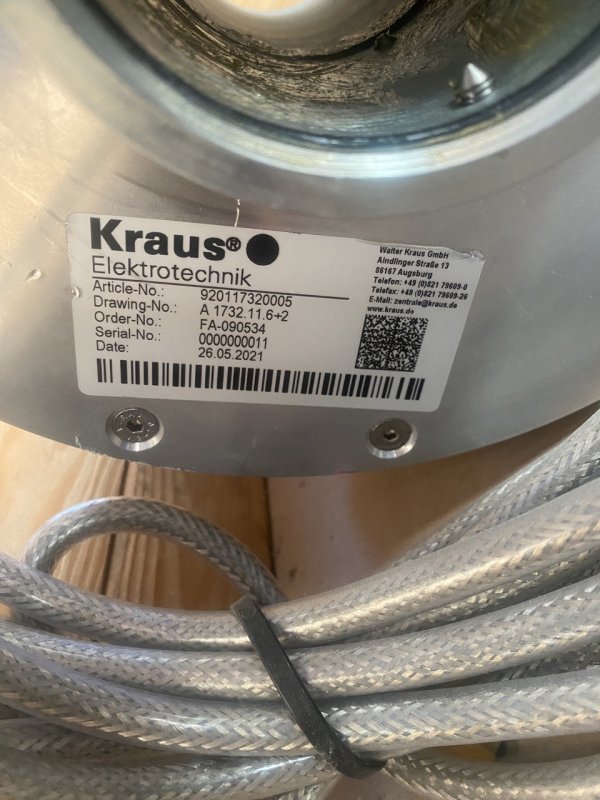 Kraus®
Elektrotechnik
Article-No.: 920117320005
Drawing-No.: A 1732.11.6+2
Order-No.: FA-090534
Serial-No.: 0000000011
Date: 26.05.2021
Walter Kraus GmbH
Aindlinger Straße 13
86167 Augsburg
Telefon: +49 (0)821 79609-0
Telefax: +49 (0)821 79609-26
E-Mail: zentrale@kraus.de
www.kraus.de